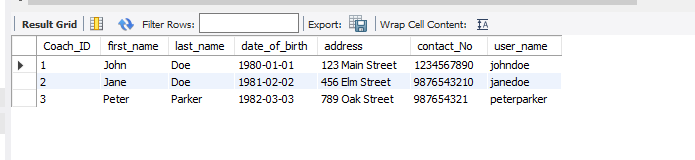 Result Grid Filter Rows: Export: Wrap Cell Content: IA
Coach_ID first_name last_name date_of_birth address contact_No user_name
1 John Doe 1980-01-01 123 Main Street 1234567890 johndoe
2 Jane Doe 1981-02-02 456 Elm Street 9876543210 janedoe
3 Peter Parker 1982-03-03 789 Oak Street 987654321 peterparker